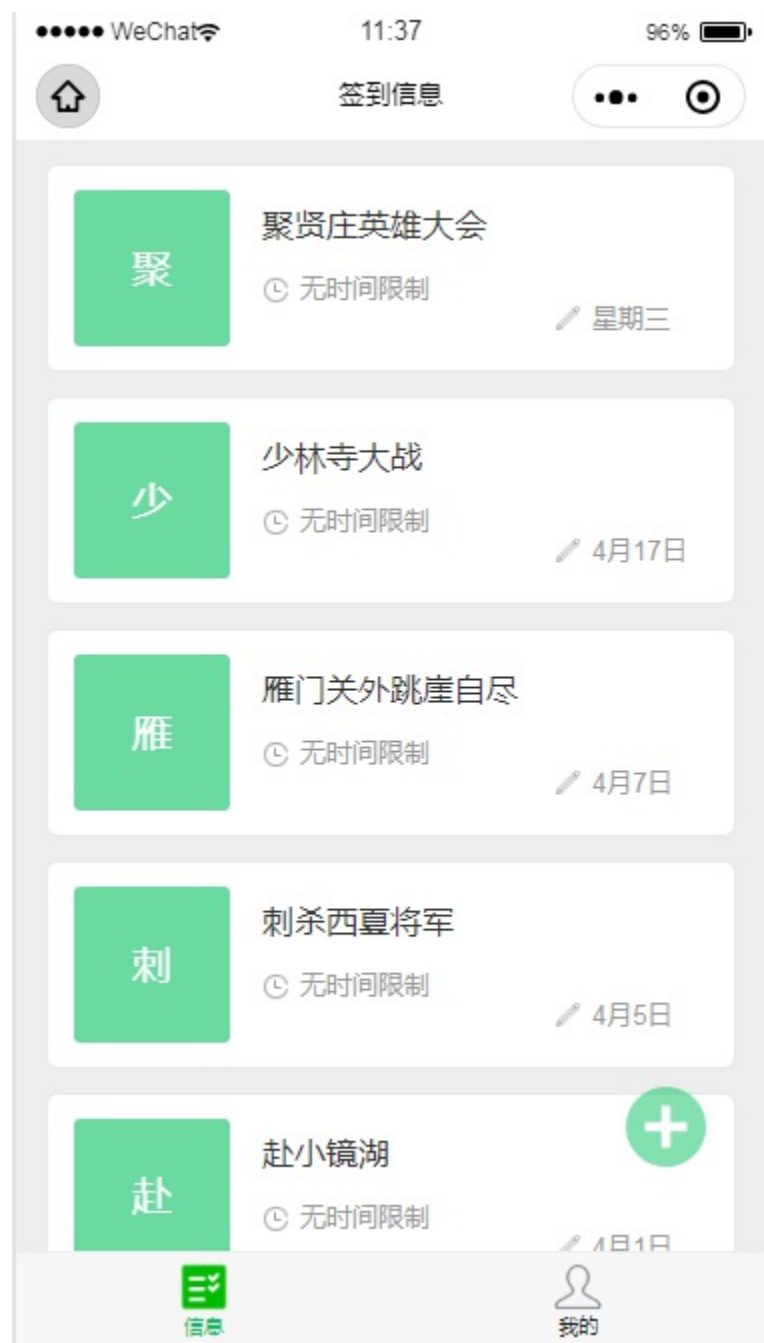 WeChat 11:37 96%
签到信息
聚
聚贤庄英雄大会
无时间限制
星期三
少
少林寺大战
无时间限制
4月17日
雁
雁门关外跳崖自尽
无时间限制
4月7日
刺
刺杀西夏将军
无时间限制
4月5日
赴
赴小镜湖
无时间限制
4月1日
信息 我的